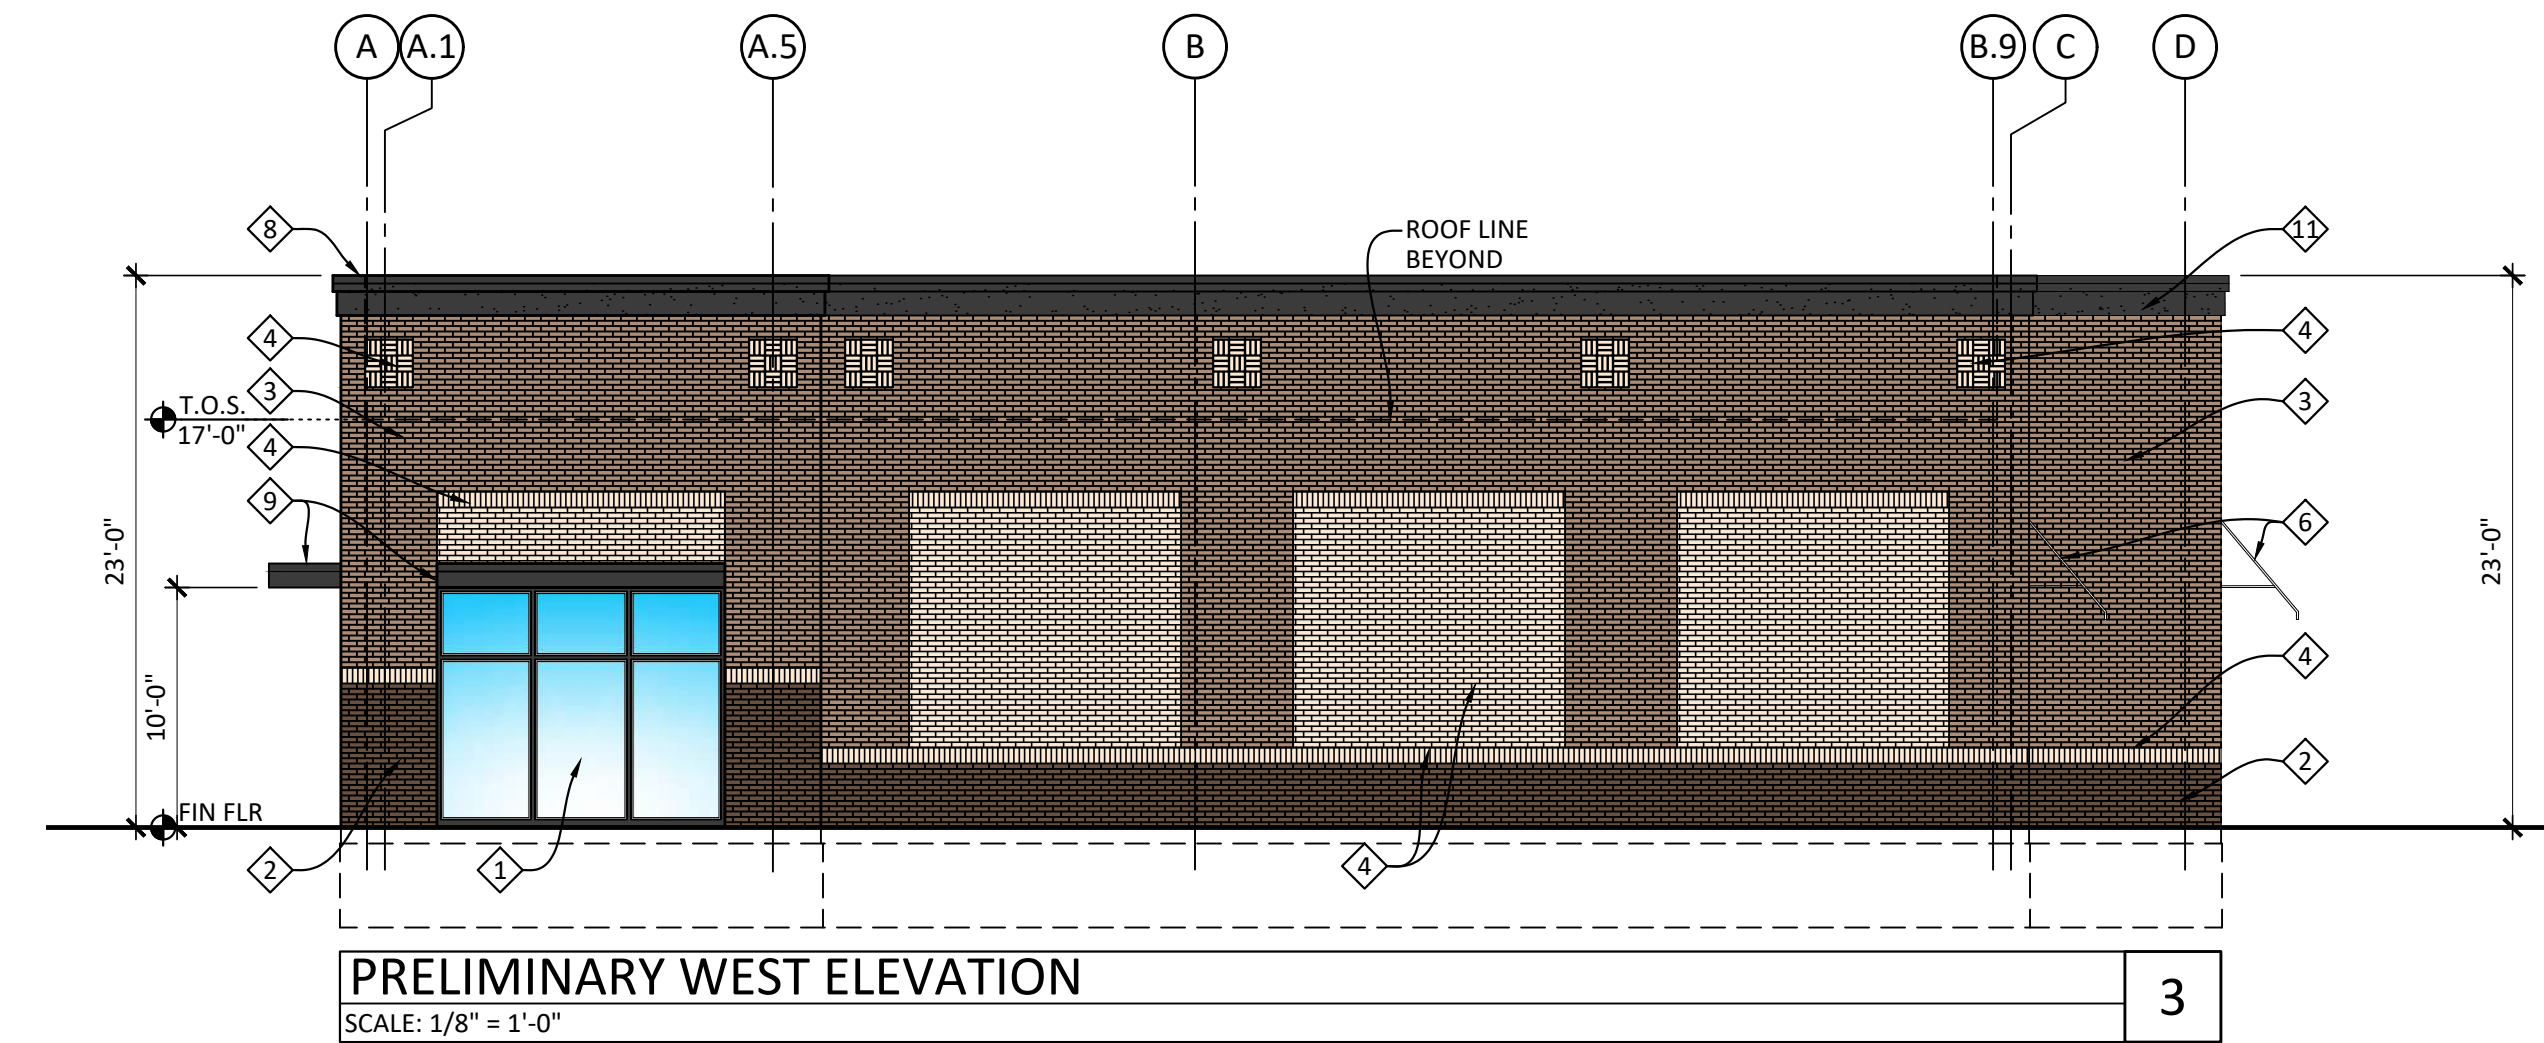 A
A.1
A.5
B
B.9
C
D
8
ROOF LINE
BEYOND
11
4
4
3
T.O.S.
17'-0"
3
4
9
6
23'-0"
23'-0"
10'-0"
4
2
FIN FLR
2
1
4
PRELIMINARY WEST ELEVATION
3
SCALE: 1/8" = 1'-0"